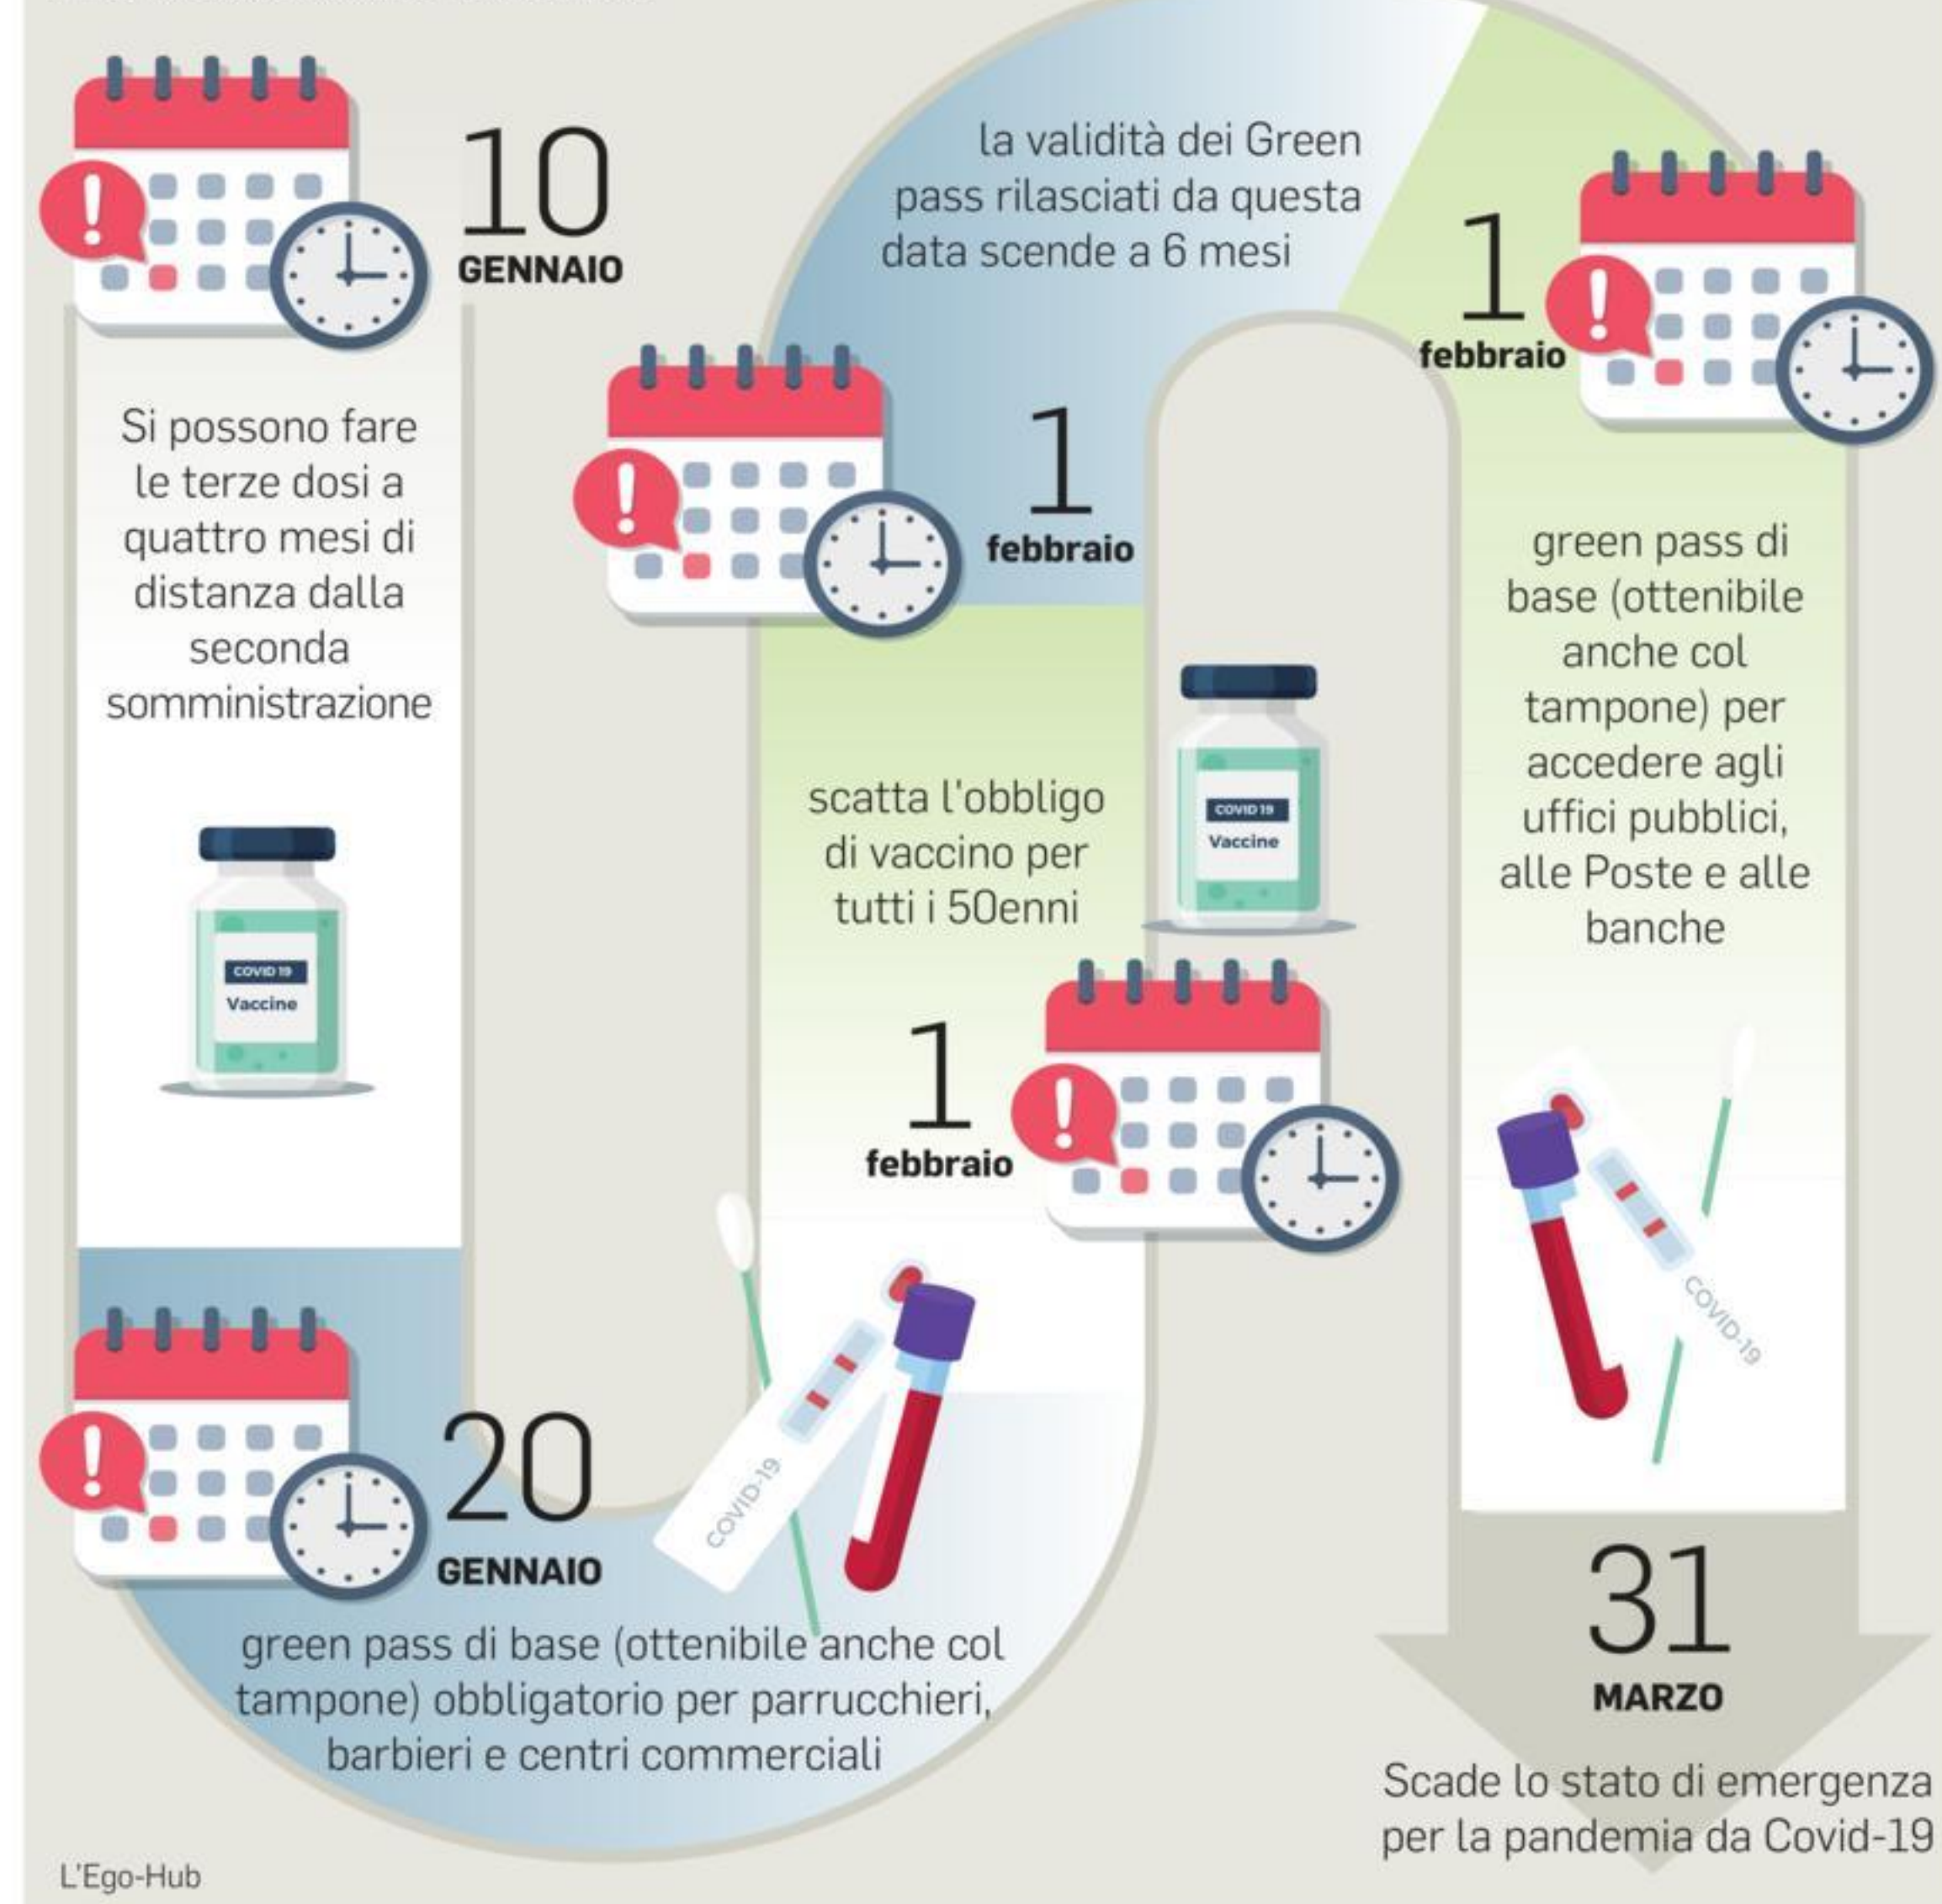 10
GENNAIO
Si possono fare
le terze dosi a
quattro mesi di
distanza dalla
seconda
somministrazione
COVID 19
Vaccine
20
GENNAIO
green pass di base (ottenibile anche col
tampone) obbligatorio per parrucchieri,
barbieri e centri commerciali
COVID-19
1
febbraio
scatta l'obbligo
di vaccino per
tutti i 50enni
COVID 19
Vaccine
1
febbraio
la validità dei Green
pass rilasciati da questa
data scende a 6 mesi
1
febbraio
green pass di
base (ottenibile
anche col
tampone) per
accedere agli
uffici pubblici,
alle Poste e alle
banche
COVID-19
31
MARZO
Scade lo stato di emergenza
per la pandemia da Covid-19
L'Ego-Hub